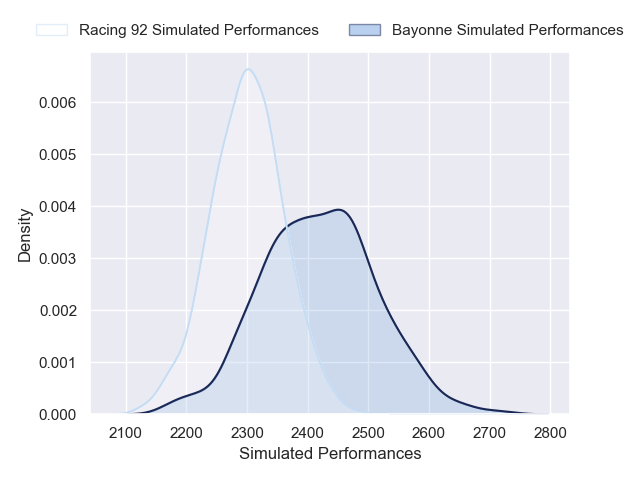 Racing 92 Simulated Performances
Bayonne Simulated Performances
0.006
0.005
0.004
0.003
0.002
0.001
0.000
Density
2100 2200 2300 2400 2500 2600 2700 2800
Simulated Performances